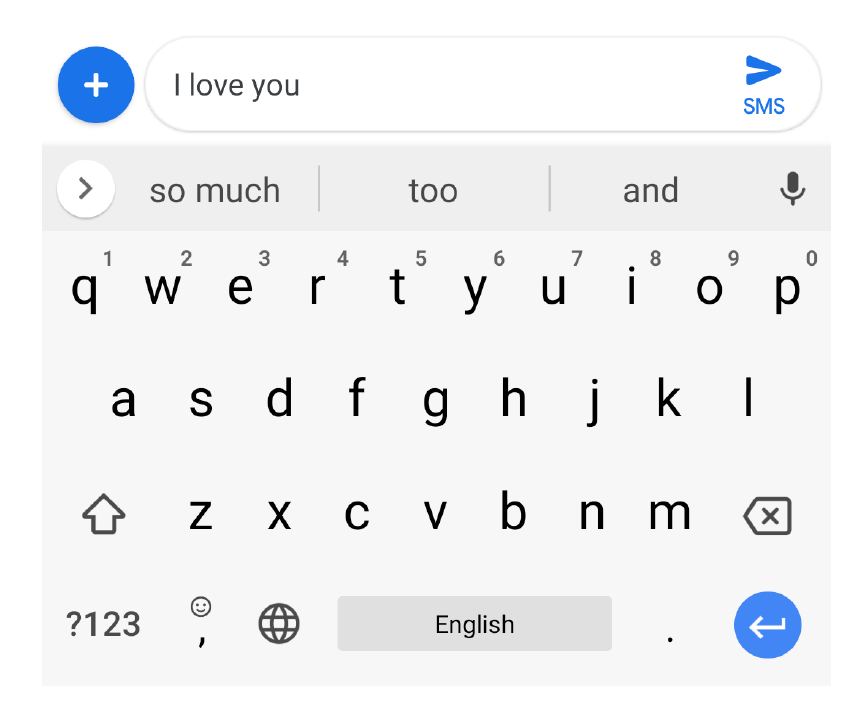 I love you
SMS
so much too and
1 2 3 4 5 6 7 8 9 0
q w e r t y u i o p
a s d f g h j k l
z x c v b n m
?123 , English .